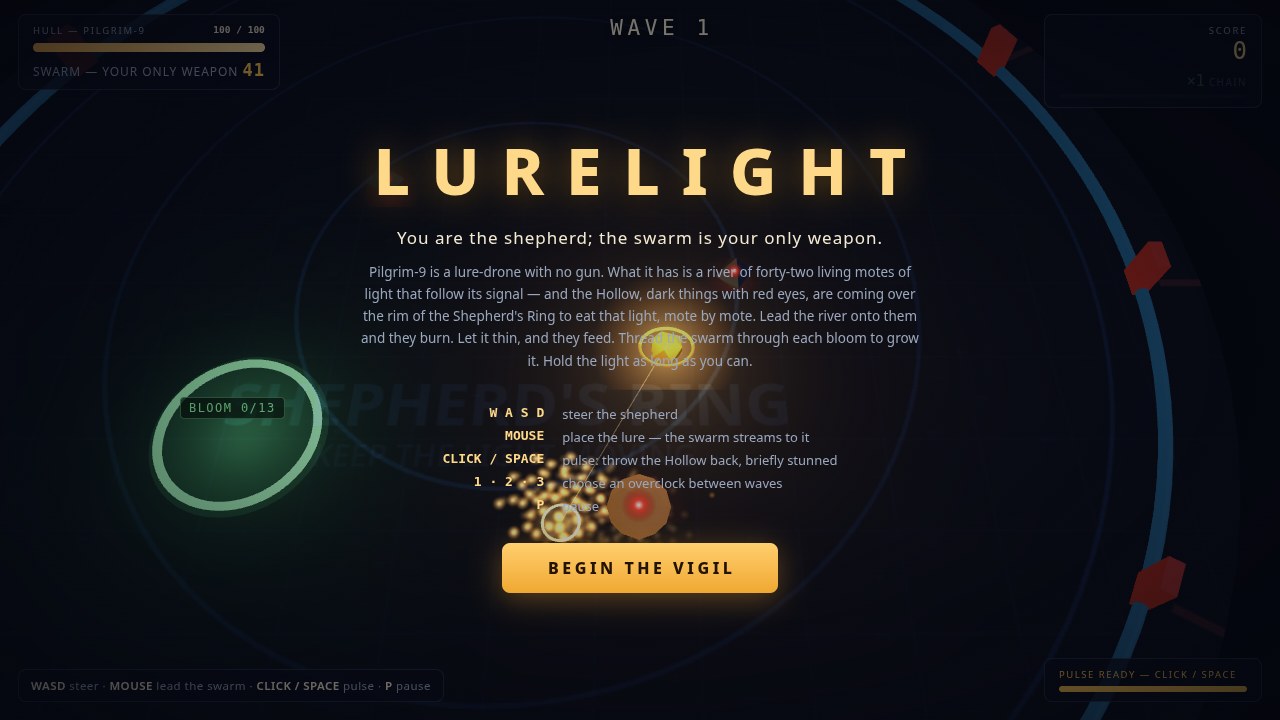 HULL — PILGRIM-9 100 / 100
SWARM — YOUR ONLY WEAPON 41
WAVE 1
SCORE
0
×1 CHAIN
LURELIGHT
You are the shepherd; the swarm is your only weapon.
Pilgrim-9 is a lure-drone with no gun. What it has is a river of forty-two living motes of
light that follow its signal — and the Hollow, dark things with red eyes, are coming over
the rim of the Shepherd's Ring to eat that light, mote by mote. Lead the river onto them
and they burn. Let it thin, and they feed. Thread the swarm through each bloom to grow
it. Hold the light as long as you can.
SHEPHERD'S RING
KEEP THE
BLOOM 0/13
W A S D steer the shepherd
MOUSE place the lure — the swarm streams to it
CLICK / SPACE pulse: throw the Hollow back, briefly stunned
1 · 2 · 3 choose an overclock between waves
P pause
BEGIN THE VIGIL
WASD steer · MOUSE lead the swarm · CLICK / SPACE pulse · P pause
PULSE READY — CLICK / SPACE